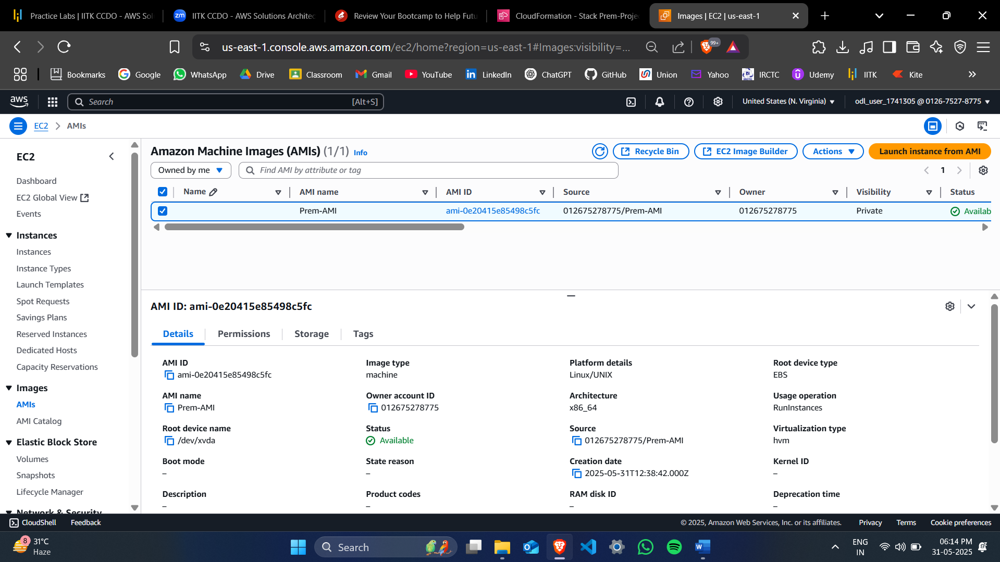 Practice Labs | IITK CCDO - AWS Sol
IITK CCDO - AWS Solutions Architec
Review Your Bootcamp to Help Futu
CloudFormation - Stack Prem-Proje
Images | EC2 | us-east-1
us-east-1.console.aws.amazon.com/ec2/home?region=us-east-1#Images:visibility=...
99+
Bookmarks
Google
WhatsApp
Drive
Classroom
Gmail
YouTube
LinkedIn
ChatGPT
GitHub
Union
Yahoo
IRCTC
Udemy
IITK
Kite
aws
Search [Alt+S]
United States (N. Virginia)
odl_user_1741305 @ 0126-7527-8775
EC2 > AMIs
EC2
Dashboard
EC2 Global View
Events
Instances
Instances
Instance Types
Launch Templates
Spot Requests
Savings Plans
Reserved Instances
Dedicated Hosts
Capacity Reservations
Images
AMIs
AMI Catalog
Elastic Block Store
Volumes
Snapshots
Lifecycle Manager
Network & Security
Amazon Machine Images (AMIs) (1/1) Info
Recycle Bin
EC2 Image Builder
Actions
Launch instance from AMI
Owned by me
Find AMI by attribute or tag
1
Name AMI name AMI ID Source Owner Visibility Status
Prem-AMI ami-0e20415e85498c5fc 012675278775/Prem-AMI 012675278775 Private Availab
AMI ID: ami-0e20415e85498c5fc
Details Permissions Storage Tags
AMI ID Image type Platform details Root device type
ami-0e20415e85498c5fc machine Linux/UNIX EBS
AMI name Owner account ID Architecture Usage operation
Prem-AMI 012675278775 x86_64 RunInstances
Root device name Status Source Virtualization type
/dev/xvda Available 012675278775/Prem-AMI hvm
Boot mode State reason Creation date Kernel ID
– – 2025-05-31T12:38:42.000Z –
Description Product codes RAM disk ID Deprecation time
– – – –
CloudShell Feedback
© 2025, Amazon Web Services, Inc. or its affiliates. Privacy Terms Cookie preferences
8
31°C
Haze
Search
ENG
IN
06:14 PM
31-05-2025